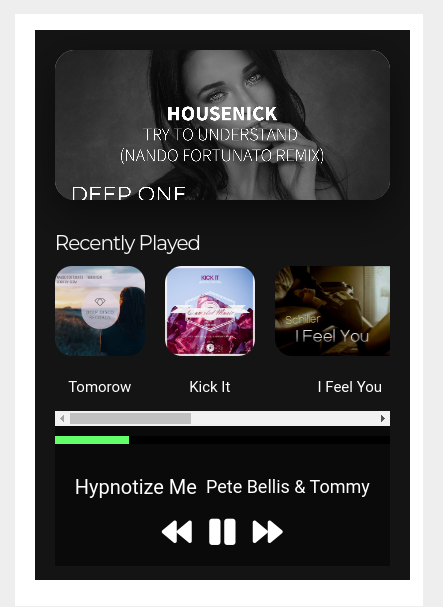 HOUSENICK
TRY TO UNDERSTAND
(NANDO FORTUNATO REMIX)
DEEP ONE
Recently Played
KICK IT
Schiller
I Feel You
Tomorow
Kick It
I Feel You
Hypnotize Me
Pete Bellis & Tommy